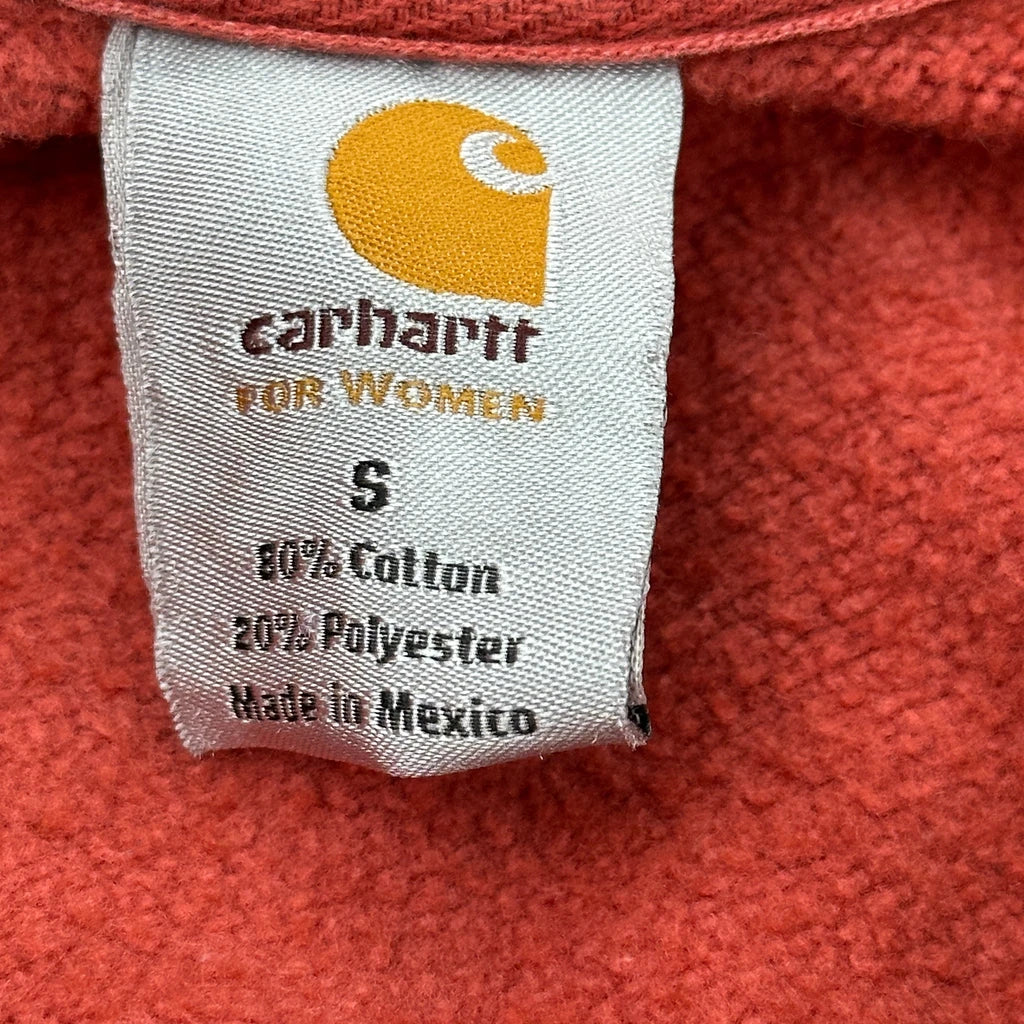 carhartt
FOR WOMEN
S
80% Cotton
20% Polyester
Made in Mexico